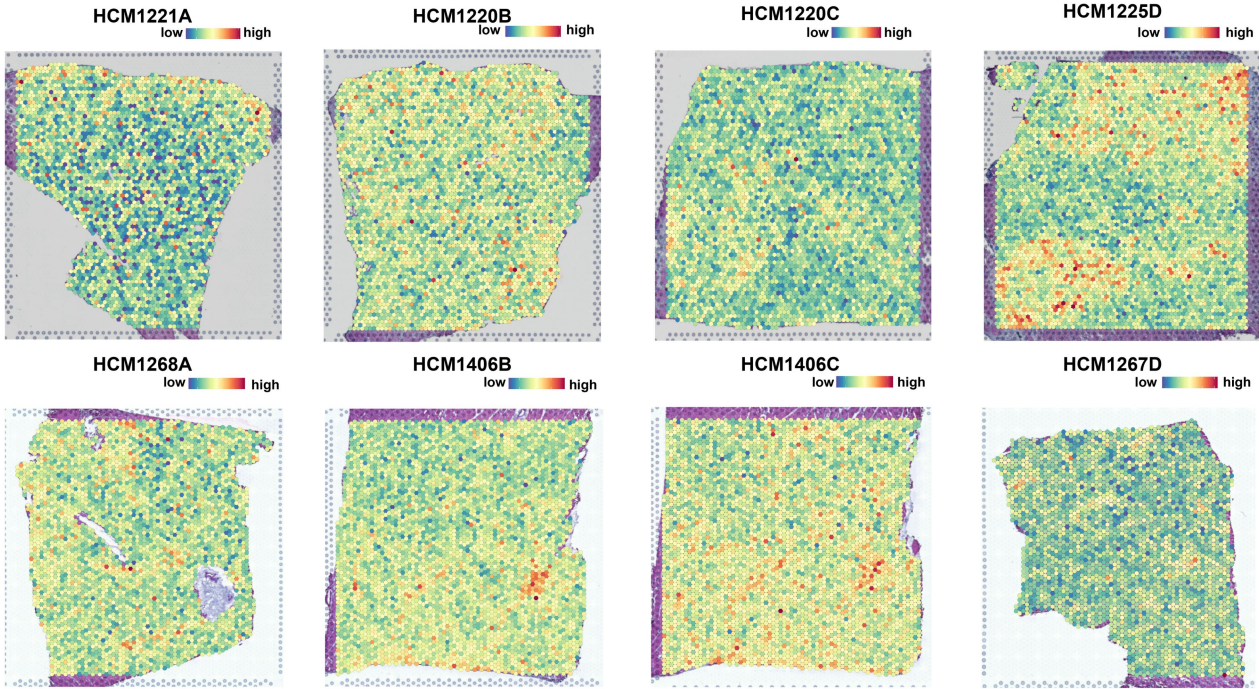 HCM1221A
low high
HCM1220B
low high
HCM1220C
low high
HCM1225D
low high
HCM1268A
low high
HCM1406B
low high
HCM1406C
low high
HCM1267D
low high